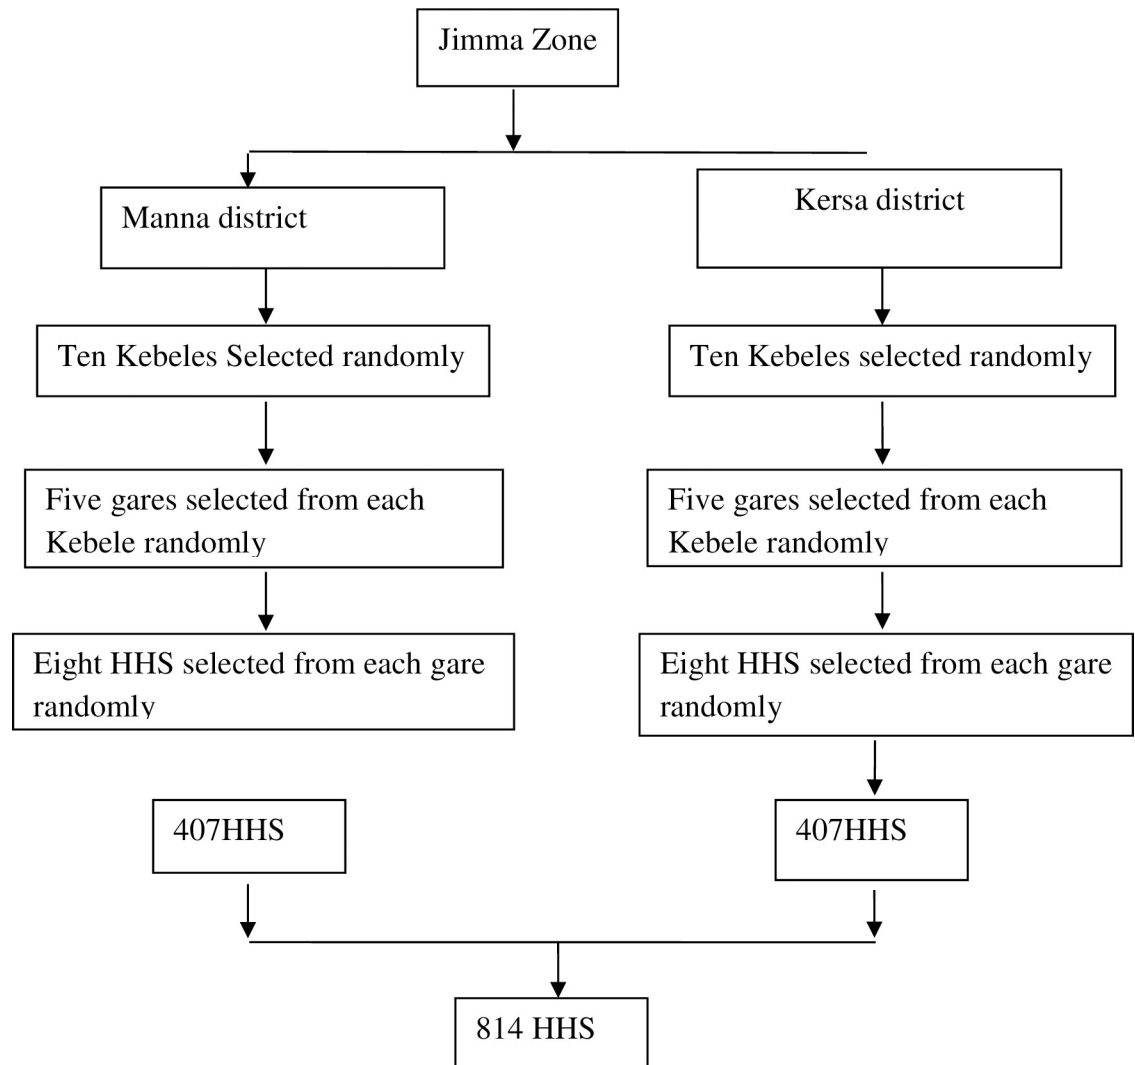 Jimma Zone
Manna district
Kersa district
Ten Kebeles Selected randomly
Ten Kebeles selected randomly
Five gares selected from each
Kebele randomly
Five gares selected from each
Kebele randomly
Eight HHS selected from each gare
randomly
Eight HHS selected from each gare
randomly
407HHS
407HHS
814 HHS